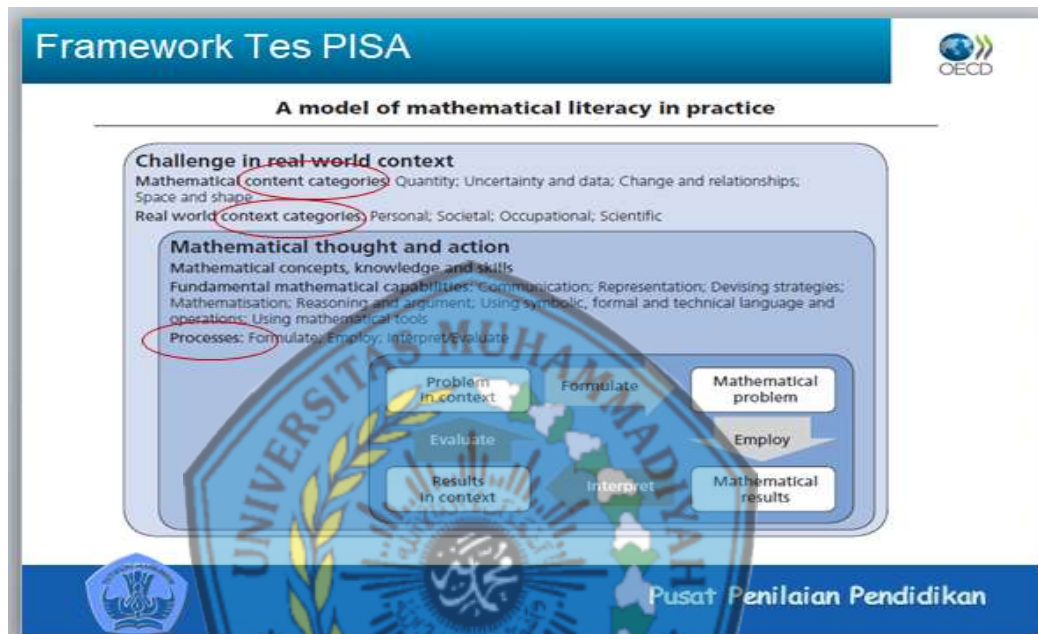 Framework Tes PISA
OECD
A model of mathematical literacy in practice
Challenge in real world context
Mathematical content categories: Quantity; Uncertainty and data; Change and relationships;
Space and shape
Real world context categories: Personal; Societal; Occupational; Scientific
Mathematical thought and action
Mathematical concepts, knowledge and skills
Fundamental mathematical capabilities: Communication; Representation; Devising strategies;
Mathematisation; Reasoning and argument; Using symbolic, formal and technical language and
operations; Using mathematical tools
Processes: Formulate; Employ; Interpret/Evaluate
Problem
in context
Formulate
Mathematical
problem
Evaluate
Employ
Results
in context
Interpret
Mathematical
results
UNIVERSITAS MUHAMMADIYAH
Pusat Penilaian Pendidikan